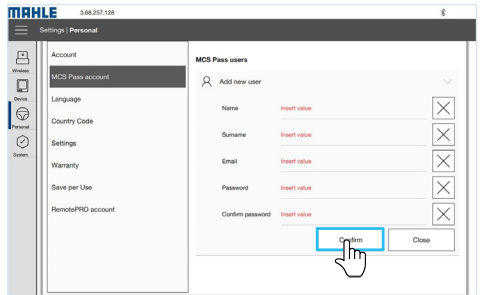 MAHLE 3.68.257.128
Settings | Personal
Wireless
Device
Personal
System
Account
MCS Pass account
Language
Country Code
Settings
Warranty
Save per Use
RemotePRO account
MCS Pass users
Add new user
Name Insert value
Surname Insert value
Email Insert value
Password Insert value
Confirm password Insert value
Confirm Close